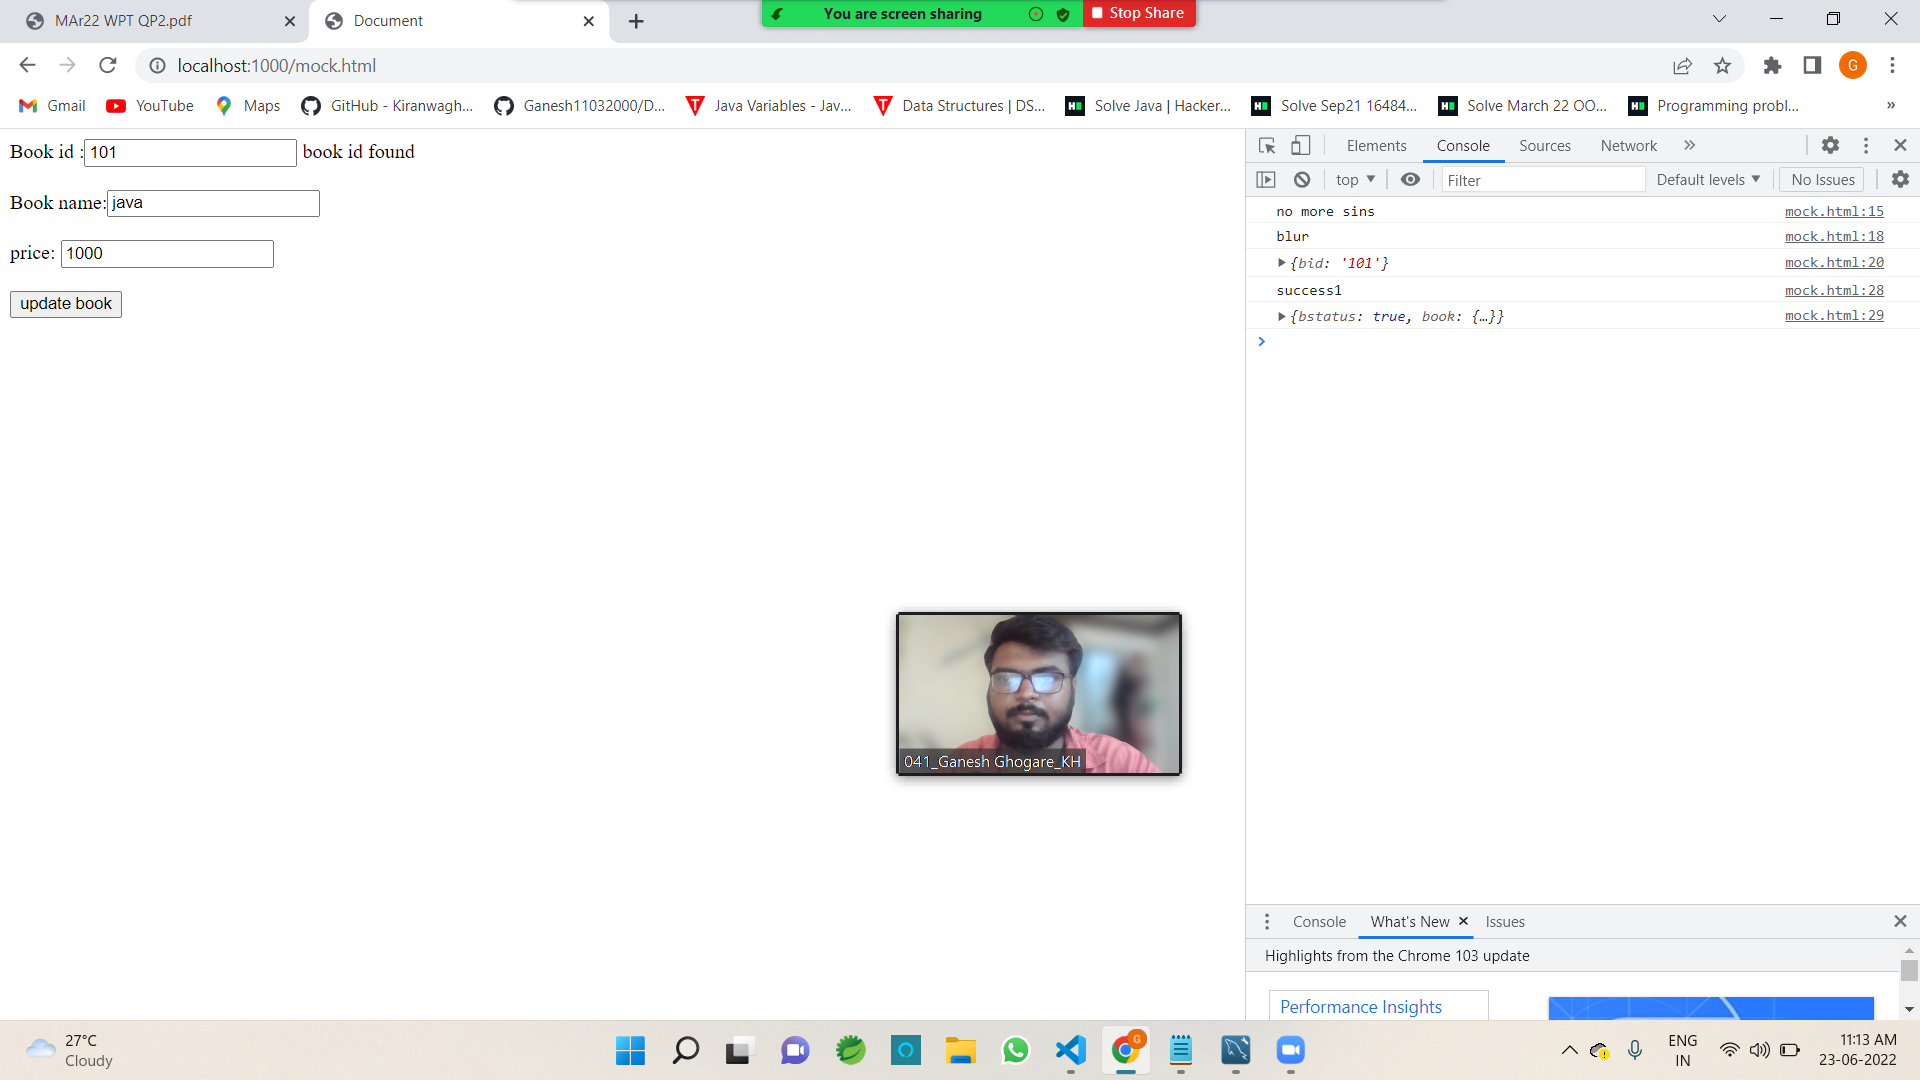 MAr22 WPT QP2.pdf
Document
You are screen sharing
Stop Share
localhost:1000/mock.html
G
Gmail
YouTube
Maps
GitHub - Kiranwagh...
Ganesh11032000/D...
Java Variables - Jav...
Data Structures | DS...
Solve Java | Hacker...
Solve Sep21 16484...
Solve March 22 OO...
Programming probl...
»
Book id :101 book id found
Book name:java
price: 1000
update book
Elements
Console
Sources
Network
»
top
Filter
Default levels
No Issues
no more sins mock.html:15
blur mock.html:18
{bid: '101'} mock.html:20
success1 mock.html:28
{bstatus: true, book: {…}} mock.html:29
041_Ganesh Ghogare_KH
Console
What's New
Issues
Highlights from the Chrome 103 update
Performance Insights
27°C
Cloudy
G
ENG
IN
11:13 AM
23-06-2022